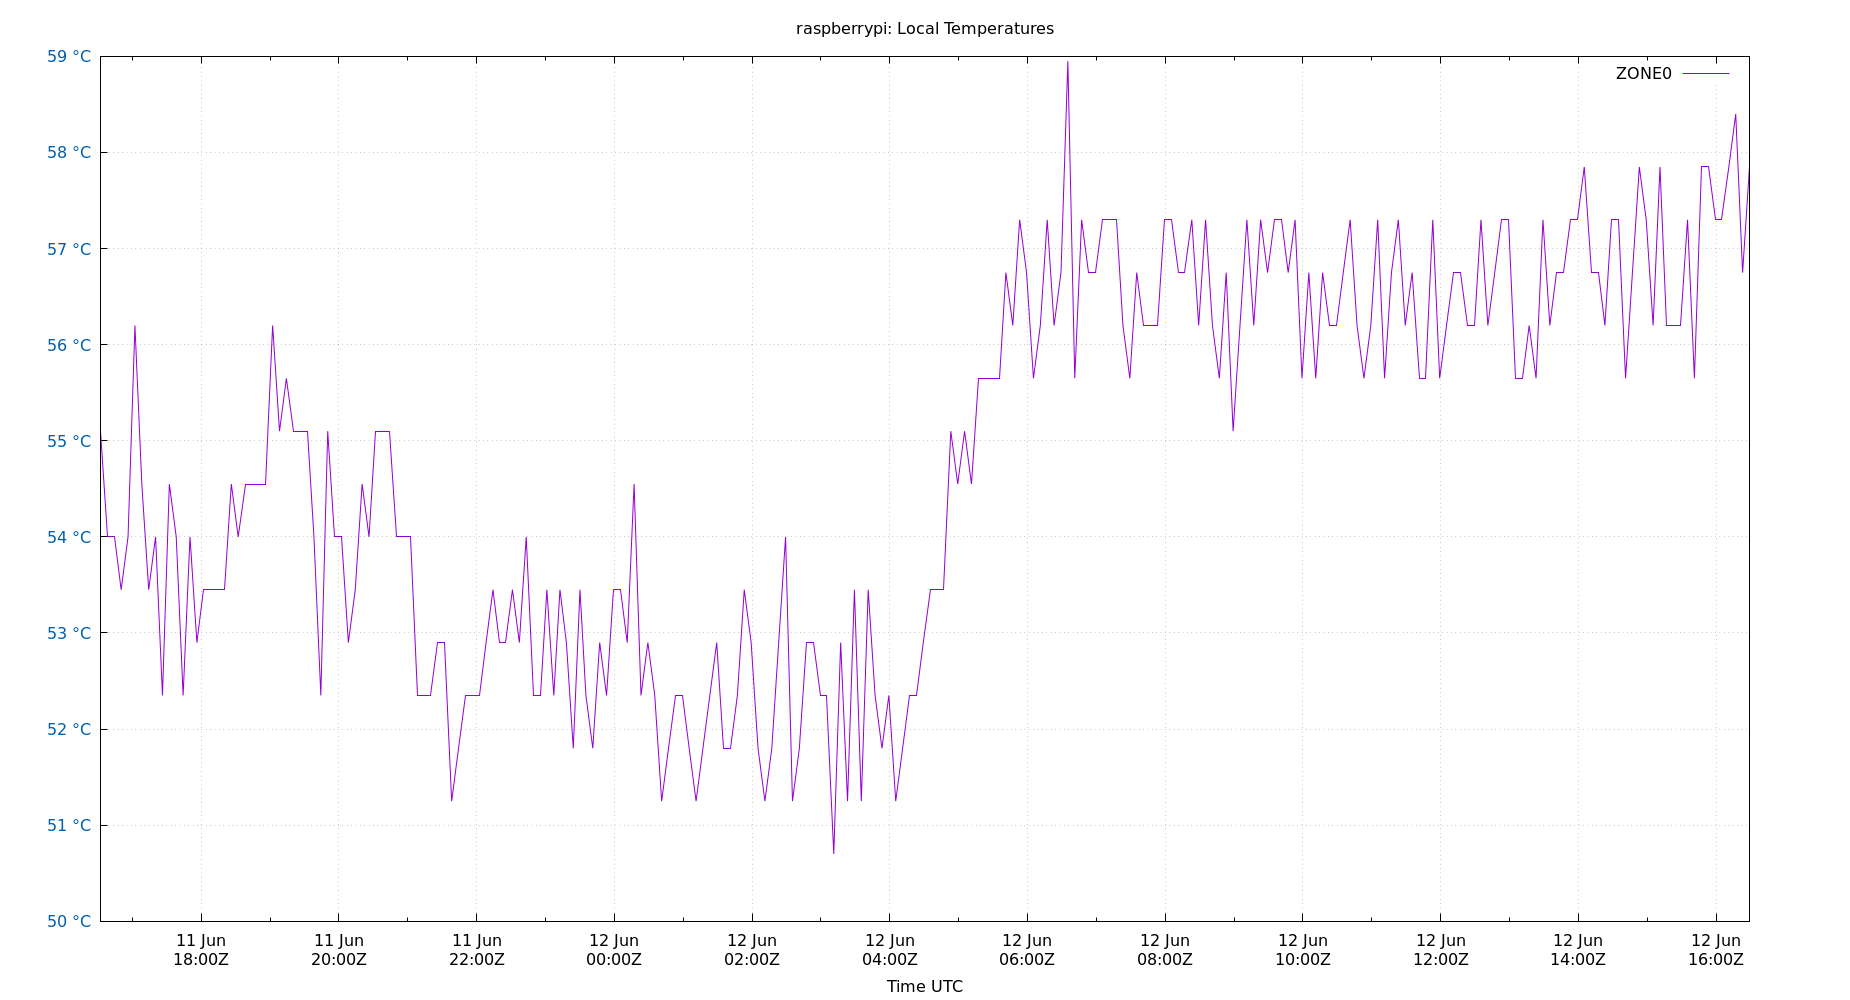 raspberrypi: Local Temperatures
59 °C
ZONE0
58 °C
57 °C
56 °C
55 °C
54 °C
53 °C
52 °C
51 °C
50 °C
11 Jun 11 Jun 11 Jun 12 Jun 12 Jun 12 Jun 12 Jun 12 Jun 12 Jun 12 Jun 12 Jun 12 Jun
18:00Z 20:00Z 22:00Z 00:00Z 02:00Z 04:00Z 06:00Z 08:00Z 10:00Z 12:00Z 14:00Z 16:00Z
Time UTC